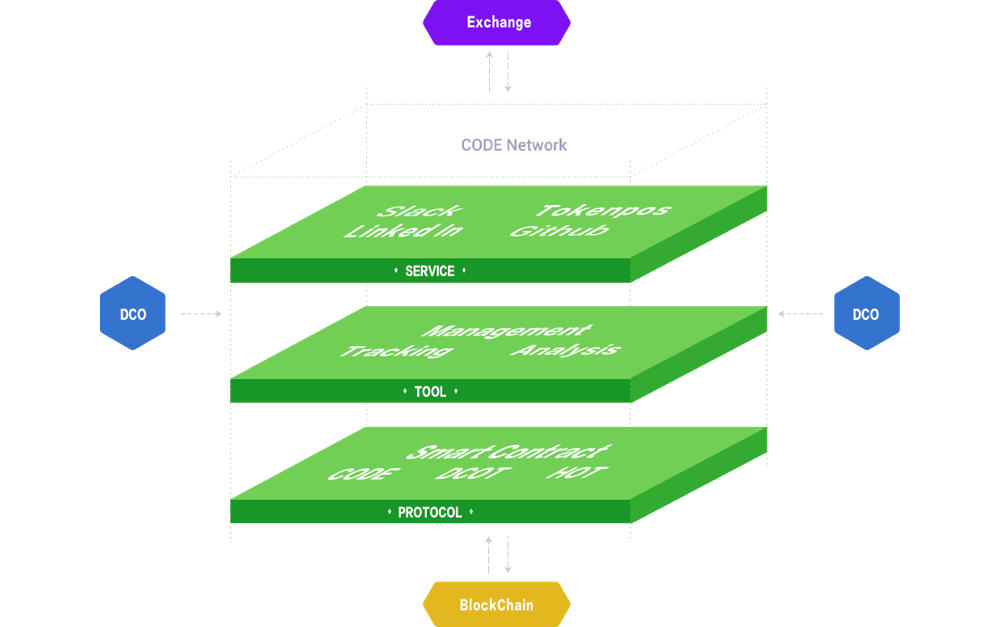 Exchange
CODE Network
Slack Tokenpos
Linked In Github
SERVICE
DCO
DCO
Management
Tracking Analysis
TOOL
Smart Contract
CODE DCOT HOT
PROTOCOL
BlockChain